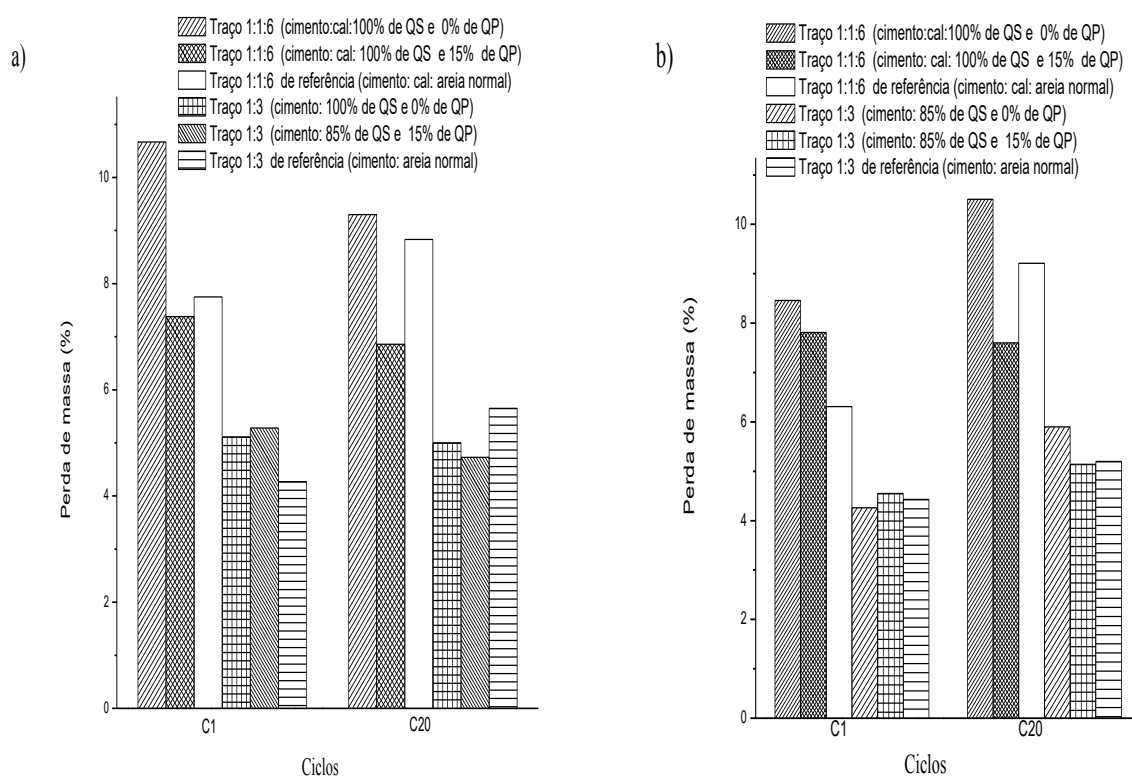 a)
Traço 1:1:6 (cimento:cal:100% de QS e 0% de QP)
Traço 1:1:6 (cimento: cal: 100% de QS e 15% de QP)
Traço 1:1:6 de referência (cimento: cal: areia normal)
Traço 1:3 (cimento: 100% de QS e 0% de QP)
Traço 1:3 (cimento: 85% de QS e 15% de QP)
Traço 1:3 de referência (cimento: areia normal)
Perda de massa (%)
10
8
6
4
2
0
C1
C20
Ciclos
b)
Traço 1:1:6 (cimento:cal:100% de QS e 0% de QP)
Traço 1:1:6 (cimento: cal: 100% de QS e 15% de QP)
Traço 1:1:6 de referência (cimento: cal: areia normal)
Traço 1:3 (cimento: 85% de QS e 0% de QP)
Traço 1:3 (cimento: 85% de QS e 15% de QP)
Traço 1:3 de referência (cimento: areia normal)
Perda de massa (%)
10
8
6
4
2
0
C1
C20
Ciclos